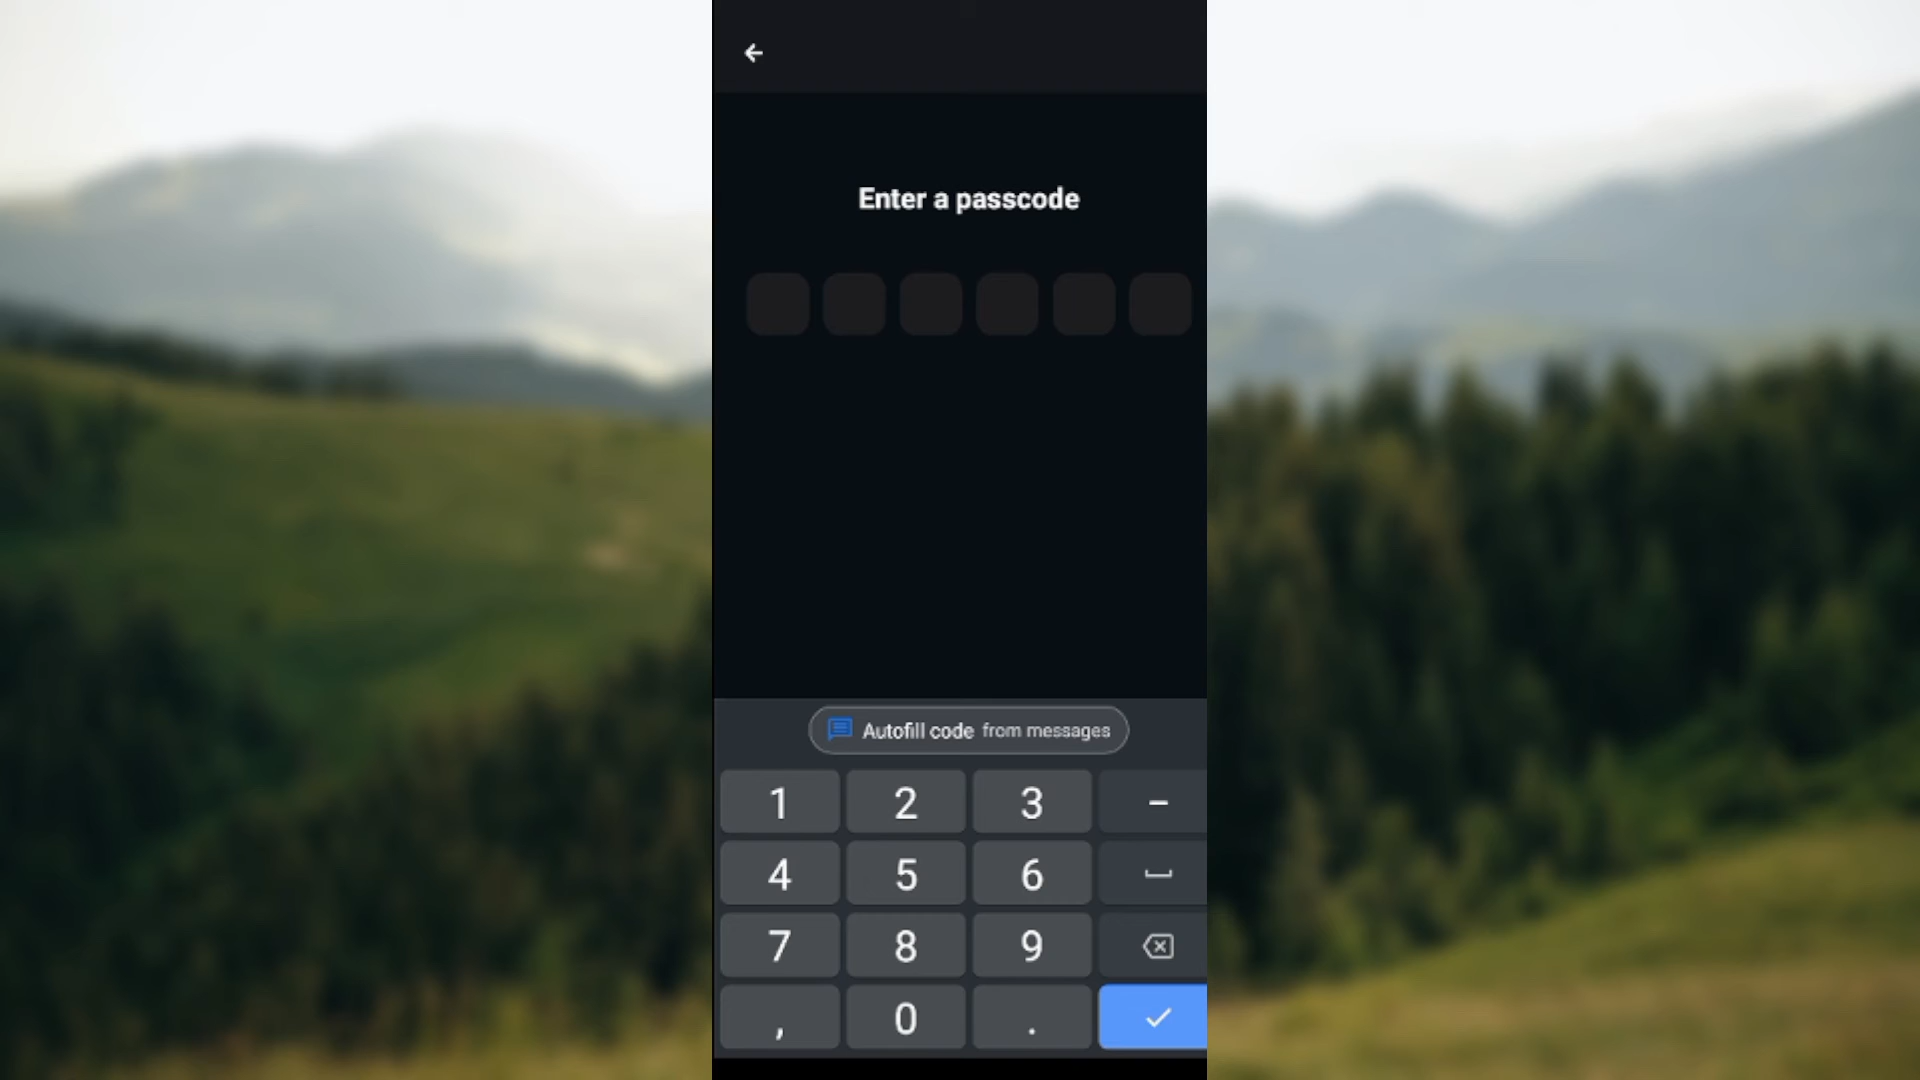 Enter a passcode
Autofill code from messages
1 2 3 –
4 5 6
7 8 9
, 0 .